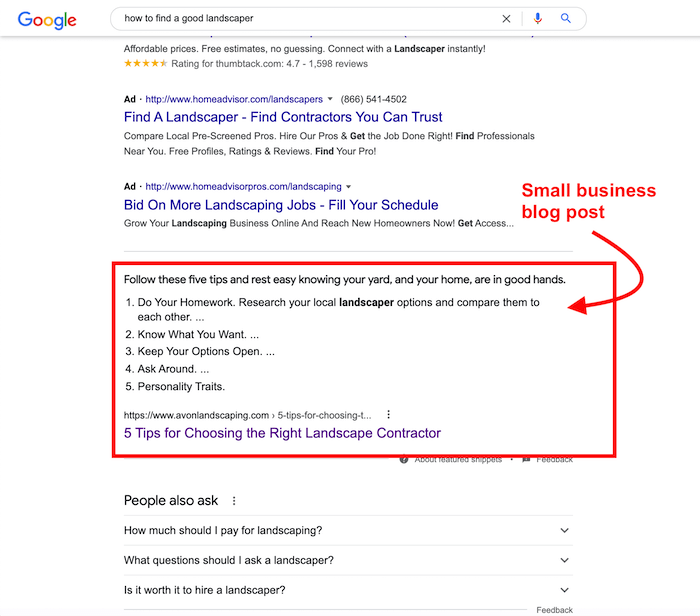 Google
how to find a good landscaper
Affordable prices. Free estimates, no guessing. Connect with a Landscaper instantly!
Rating for thumbtack.com: 4.7 - 1,598 reviews
Ad · http://www.homeadvisor.com/landscapers (866) 541-4502
Find A Landscaper - Find Contractors You Can Trust
Compare Local Pre-Screened Pros. Hire Our Pros & Get the Job Done Right! Find Professionals
Near You. Free Profiles, Ratings & Reviews. Find Your Pro!
Ad · http://www.homeadvisorpros.com/landscaping
Bid On More Landscaping Jobs - Fill Your Schedule
Grow Your Landscaping Business Online And Reach New Homeowners Now! Get Access...
Small business
blog post
Follow these five tips and rest easy knowing your yard, and your home, are in good hands.
1. Do Your Homework. Research your local landscaper options and compare them to
each other. ...
2. Know What You Want. ...
3. Keep Your Options Open. ...
4. Ask Around. ...
5. Personality Traits.
https://www.avonlandscaping.com › 5-tips-for-choosing-t...
5 Tips for Choosing the Right Landscape Contractor
About featured snippets · Feedback
People also ask
How much should I pay for landscaping?
What questions should I ask a landscaper?
Is it worth it to hire a landscaper?
Feedback